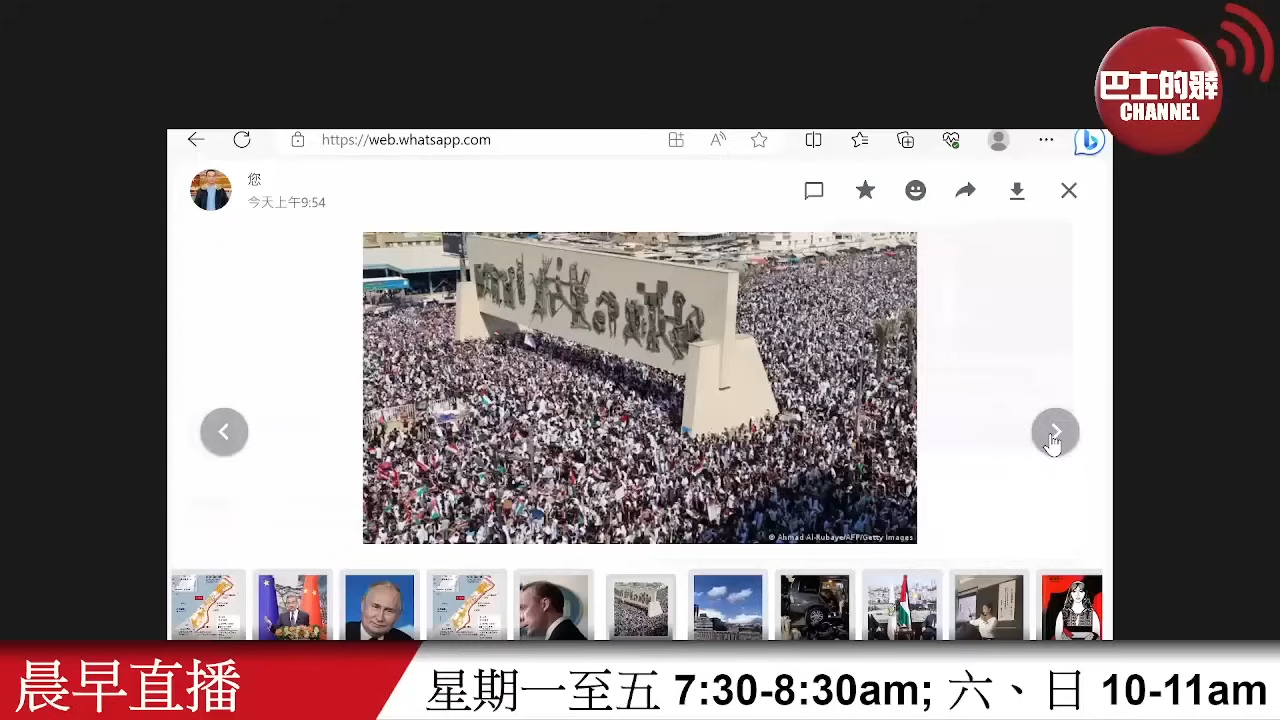 巴士的報
CHANNEL
https://web.whatsapp.com
您
今天上午9:54
© Ahmad Al-Rubaye/AFP/Getty Images
晨早直播
星期一至五 7:30-8:30am; 六、日 10-11am